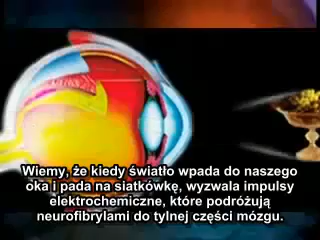 Wiemy, że kiedy światło wpada do naszego
oka i pada na siatkówkę, wyzwala impulsy
elektrochemiczne, które podróżują
neurofibrylami do tylnej części mózgu.